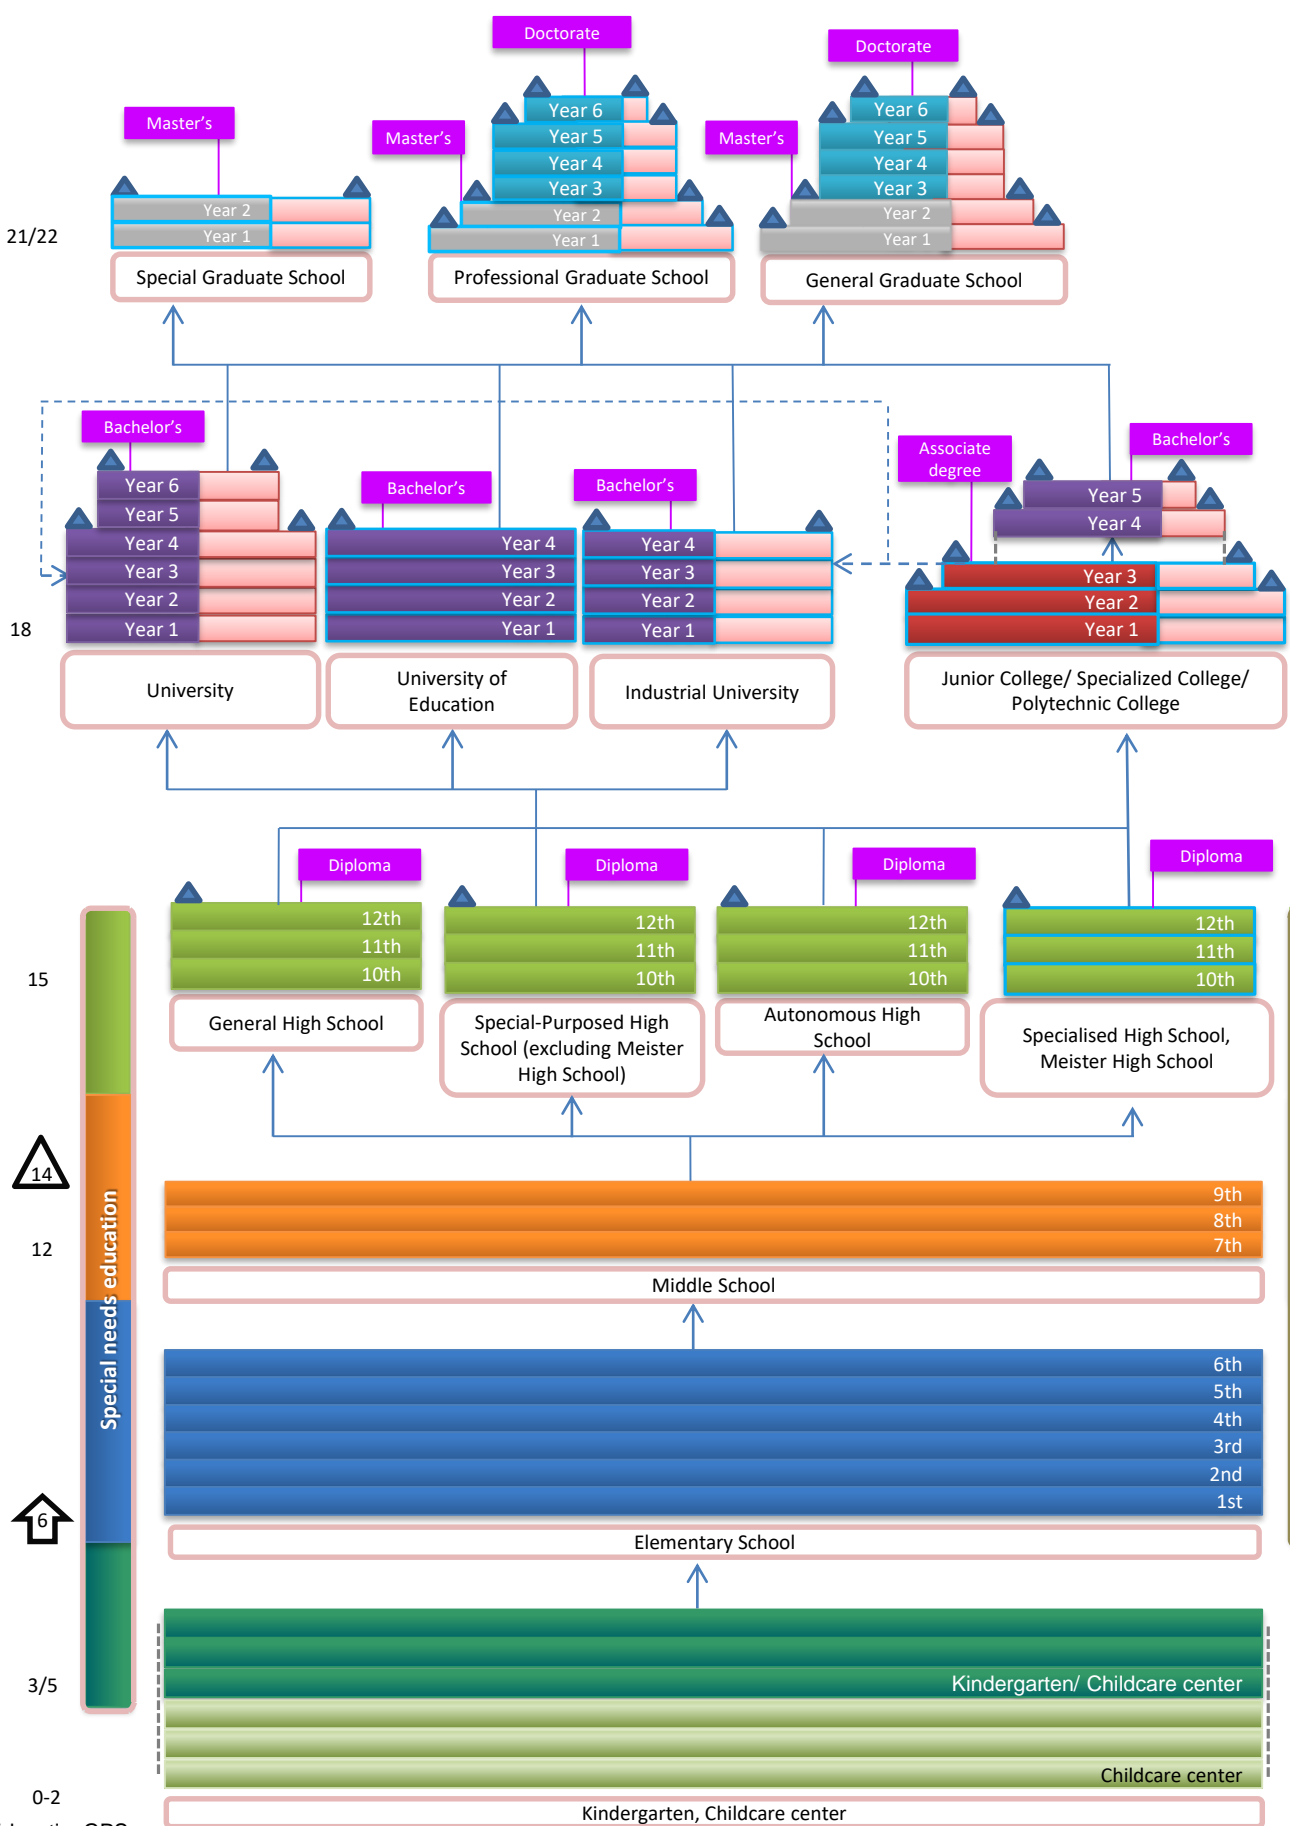 Doctorate
Doctorate
Master's
Master's
Master's
Year 6
Year 5
Year 4
Year 3
Year 2
Year 1
Year 6
Year 5
Year 4
Year 3
Year 2
Year 1
Year 2
Year 1
21/22
Special Graduate School
Professional Graduate School
General Graduate School
Bachelor's
Bachelor's
Bachelor's
Associate
degree
Bachelor's
Year 6
Year 5
Year 4
Year 3
Year 2
Year 1
Year 4
Year 3
Year 2
Year 1
Year 4
Year 3
Year 2
Year 1
Year 5
Year 4
Year 3
Year 2
Year 1
18
University
University of
Education
Industrial University
Junior College/ Specialized College/
Polytechnic College
Diploma
Diploma
Diploma
Diploma
12th
11th
10th
12th
11th
10th
12th
11th
10th
12th
11th
10th
15
General High School
Special-Purposed High
School (excluding Meister
High School)
Autonomous High
School
Specialised High School,
Meister High School
14
12
Special needs education
9th
8th
7th
Middle School
6th
5th
4th
3rd
2nd
1st
6
Elementary School
3/5
Kindergarten/ Childcare center
Childcare center
0-2
Kindergarten, Childcare center